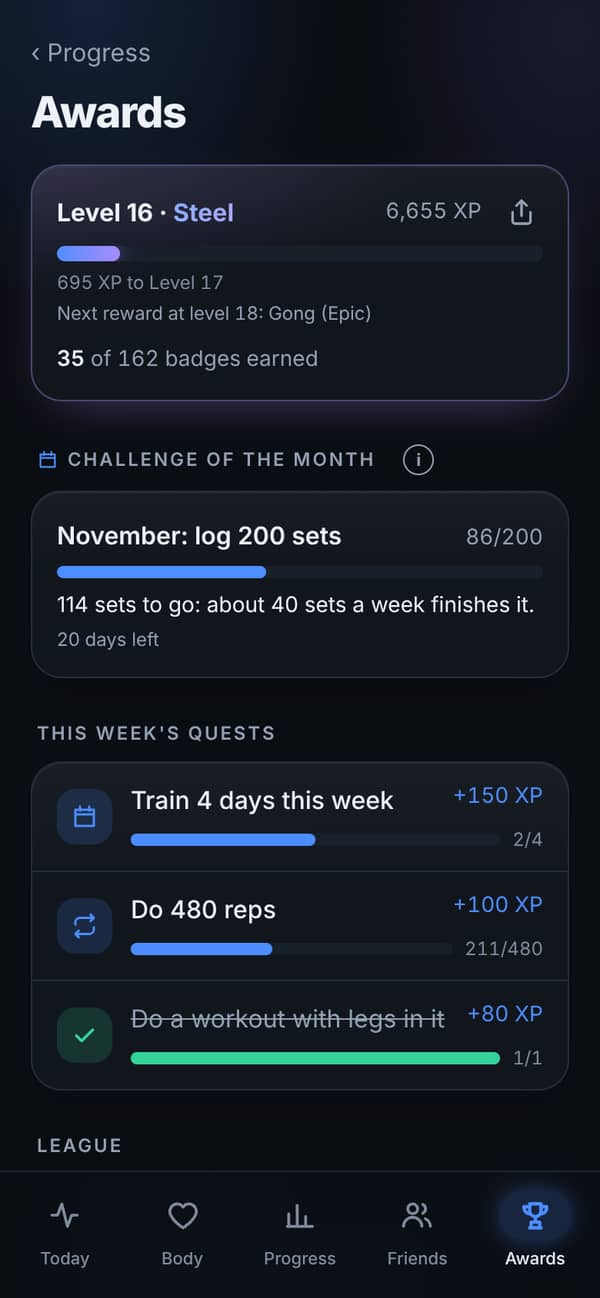 ‹ Progress
Awards
Level 16 · Steel 6,655 XP
695 XP to Level 17
Next reward at level 18: Gong (Epic)
35 of 162 badges earned
CHALLENGE OF THE MONTH i
November: log 200 sets 86/200
114 sets to go: about 40 sets a week finishes it.
20 days left
THIS WEEK'S QUESTS
Train 4 days this week +150 XP
2/4
Do 480 reps +100 XP
211/480
Do a workout with legs in it +80 XP
1/1
LEAGUE
Today Body Progress Friends Awards